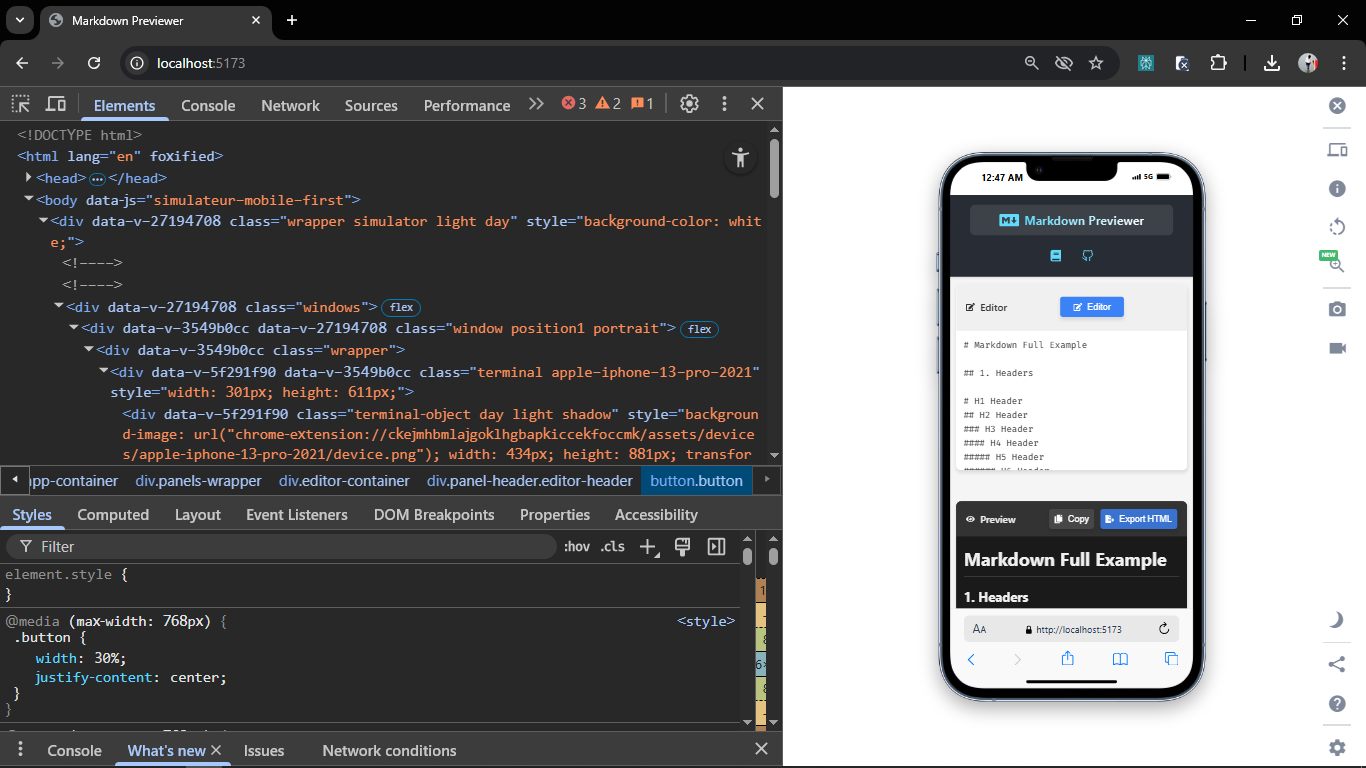 Markdown Previewer
localhost:5173
Elements Console Network Sources Performance 3 2 1
<!DOCTYPE html>
<html lang="en" foxified>
<head> … </head>
<body data-js="simulateur-mobile-first">
<div data-v-27194708 class="wrapper simulator light day" style="background-color: whit
e;">
<!---->
<!---->
<div data-v-27194708 class="windows"> flex
<div data-v-3549b0cc data-v-27194708 class="window position1 portrait"> flex
<div data-v-3549b0cc class="wrapper">
<div data-v-5f291f90 data-v-3549b0cc class="terminal apple-iphone-13-pro-2021"
style="width: 301px; height: 611px;">
<div data-v-5f291f90 class="terminal-object day light shadow" style="backgroun
d-image: url("chrome-extension://ckejmhbmlajgoklhgbapkiccekfoccmk/assets/device
s/apple-iphone-13-pro-2021/device.png"); width: 434px; height: 881px; transfor
app-container div.panels-wrapper div.editor-container div.panel-header.editor-header button.button
Styles Computed Layout Event Listeners DOM Breakpoints Properties Accessibility
Filter :hov .cls
element.style {
}
@media (max-width: 768px) { <style>
.button {
width: 30%;
justify-content: center;
}
}
Console What's new Issues Network conditions
12:47 AM 5G
Markdown Previewer
Editor Editor
# Markdown Full Example
## 1. Headers
# H1 Header
## H2 Header
### H3 Header
#### H4 Header
##### H5 Header
###### H6 Header
Preview Copy Export HTML
Markdown Full Example
1. Headers
AA http://localhost:5173
NEW